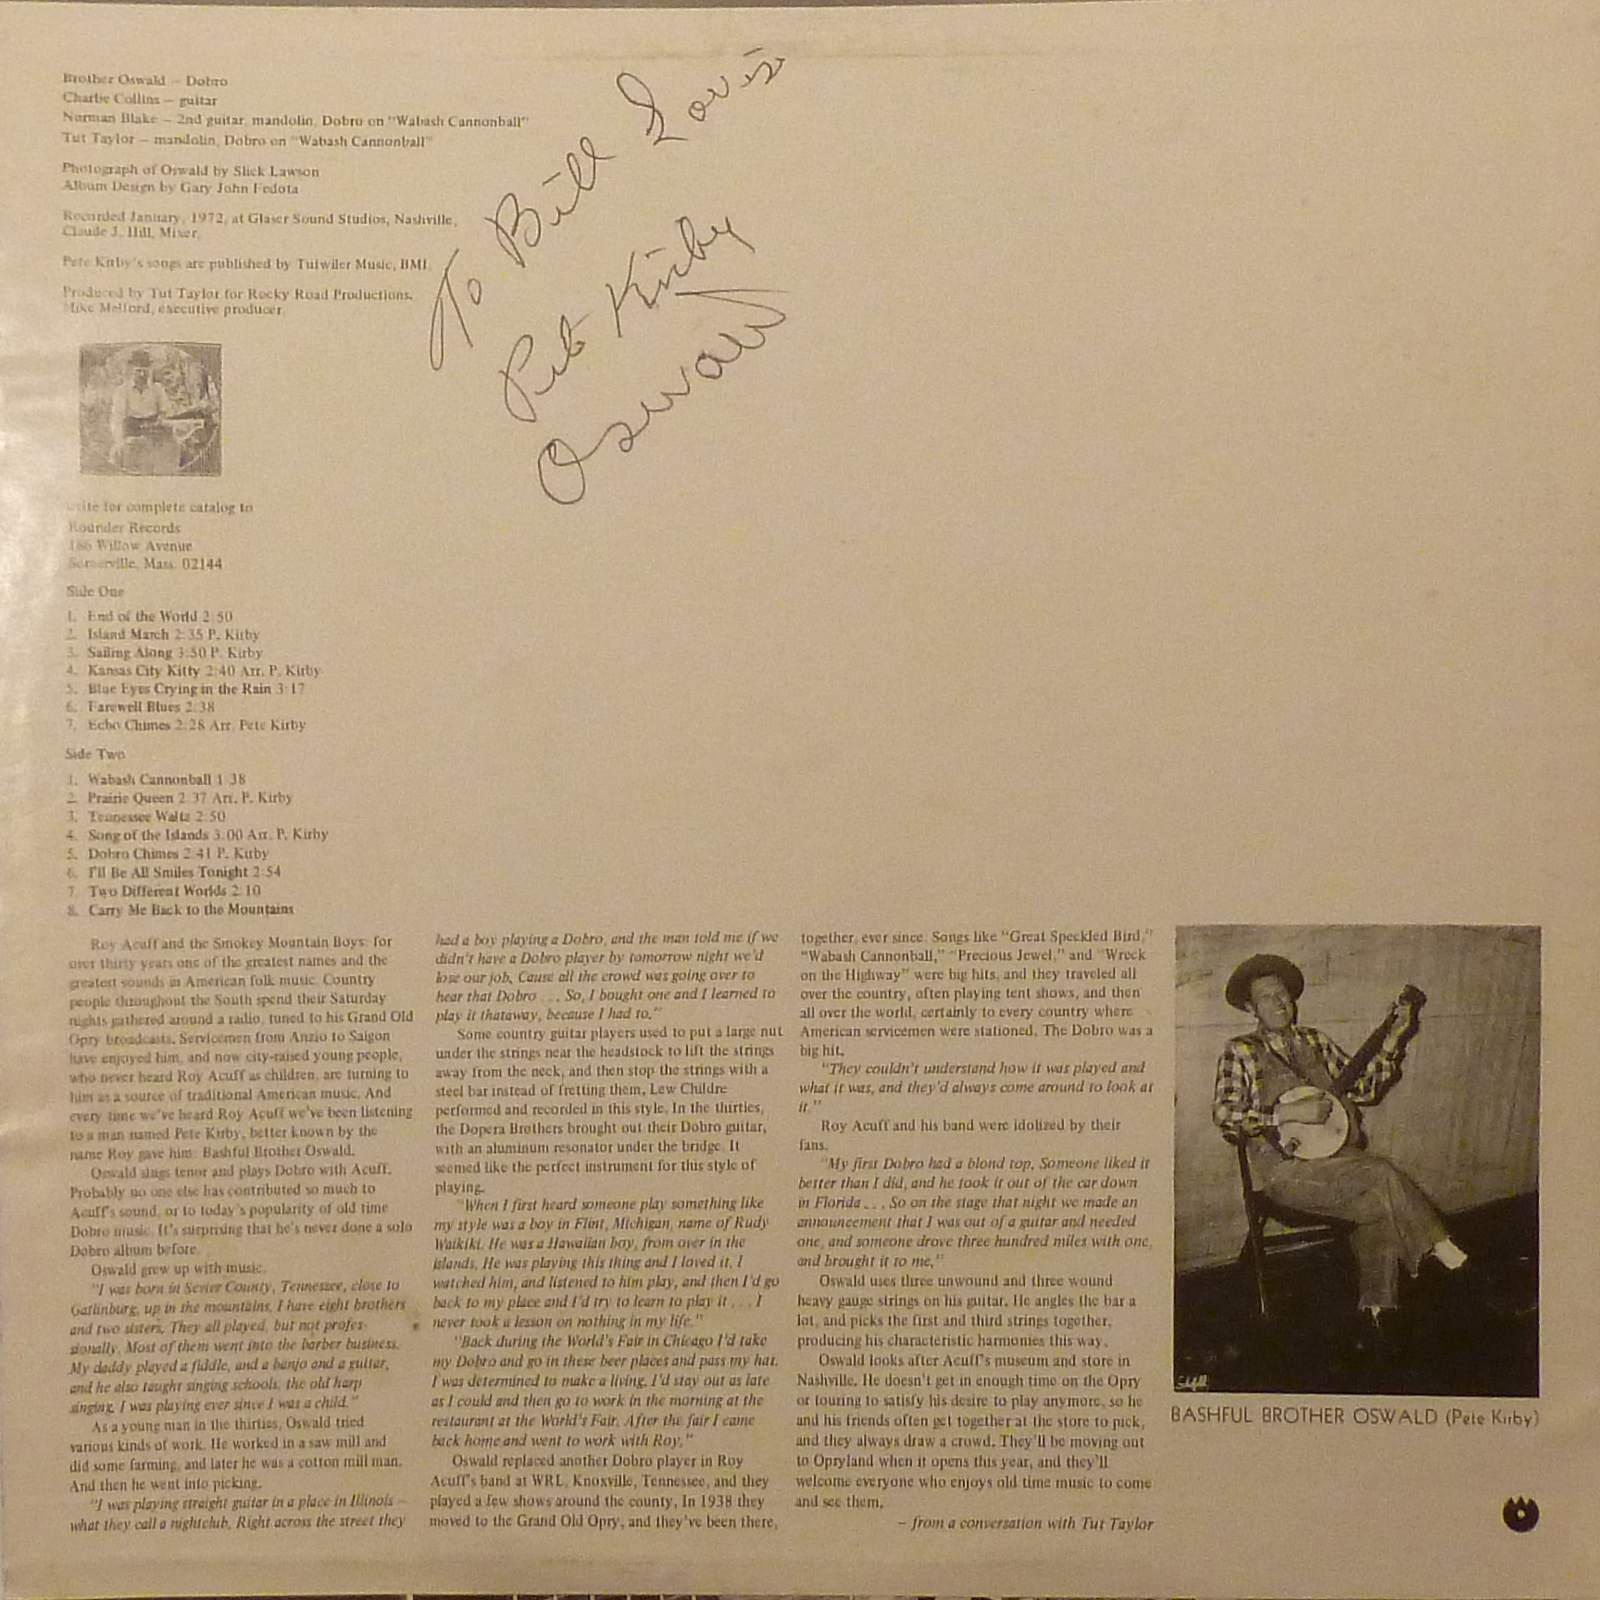 Brother Oswald – Dobro
Charlie Collins – guitar
Norman Blake – 2nd guitar, mandolin, Dobro on "Wabash Cannonball"
Tut Taylor – mandolin, Dobro on "Wabash Cannonball"
Photograph of Oswald by Slick Lawson
Album Design by Gary John Fedota
Recorded January, 1972, at Glaser Sound Studios, Nashville,
Claude J. Hill, Mixer.
Pete Kirby's songs are published by Tutwiler Music, BMI
Produced by Tut Taylor for Rocky Road Productions.
Mike Melford, executive producer.
To Bill Lovis
Pete Kirby
Oswald
write for complete catalog to
Rounder Records
186 Willow Avenue
Somerville, Mass. 02144
Side One
1. End of the World 2:50
2. Island March 2:35 P. Kirby
3. Sailing Along 3:50 P. Kirby
4. Kansas City Kitty 2:40 Arr. P. Kirby
5. Blue Eyes Crying in the Rain 3:17
6. Farewell Blues 2:38
7. Echo Chimes 2:28 Arr. Pete Kirby
Side Two
1. Wabash Cannonball 1:38
2. Prairie Queen 2:37 Arr. P. Kirby
3. Tennessee Waltz 2:50
4. Song of the Islands 3:00 Arr. P. Kirby
5. Dobro Chimes 2:41 P. Kirby
6. I'll Be All Smiles Tonight 2:54
7. Two Different Worlds 2:10
8. Carry Me Back to the Mountains
Roy Acuff and the Smokey Mountain Boys: for
over thirty years one of the greatest names and the
greatest sounds in American folk music. Country
people throughout the South spend their Saturday
nights gathered around a radio, tuned to his Grand Old
Opry broadcasts. Servicemen from Anzio to Saigon
have enjoyed him, and now city-raised young people,
who never heard Roy Acuff as children, are turning to
him as a source of traditional American music. And
every time we've heard Roy Acuff we've been listening
to a man named Pete Kirby, better known by the
name Roy gave him: Bashful Brother Oswald.
Oswald sings tenor and plays Dobro with Acuff.
Probably no one else has contributed so much to
Acuff's sound, or to today's popularity of old time
Dobro music. It's surprising that he's never done a solo
Dobro album before.
Oswald grew up with music.
"I was born in Sevier County, Tennessee, close to
Gatlinburg, up in the mountains. I have eight brothers
and two sisters. They all played, but not profes-
sionally. Most of them went into the barber business.
My daddy played a fiddle, and a banjo and a guitar,
and he also taught singing schools, the old harp
singing. I was playing ever since I was a child."
As a young man in the thirties, Oswald tried
various kinds of work. He worked in a saw mill and
did some farming, and later he was a cotton mill man.
And then he went into picking.
"I was playing straight guitar in a place in Illinois –
what they call a nightclub. Right across the street they
had a boy playing a Dobro, and the man told me if we
didn't have a Dobro player by tomorrow night we'd
lose our job. Cause all the crowd was going over to
hear that Dobro . . . So, I bought one and I learned to
play it thataway, because I had to."
Some country guitar players used to put a large nut
under the strings near the headstock to lift the strings
away from the neck, and then stop the strings with a
steel bar instead of fretting them. Lew Childre
performed and recorded in this style. In the thirties,
the Dopera Brothers brought out their Dobro guitar,
with an aluminum resonator under the bridge. It
seemed like the perfect instrument for this style of
playing.
"When I first heard someone play something like
my style was a boy in Flint, Michigan, name of Rudy
Waikiki. He was a Hawaiian boy, from over in the
islands. He was playing this thing and I loved it. I
watched him, and listened to him play, and then I'd go
back to my place and I'd try to learn to play it . . . I
never took a lesson on nothing in my life."
"Back during the World's Fair in Chicago I'd take
my Dobro and go in these beer places and pass my hat.
I was determined to make a living. I'd stay out as late
as I could and then go to work in the morning at the
restaurant at the World's Fair. After the fair I came
back home and went to work with Roy."
Oswald replaced another Dobro player in Roy
Acuff's band at WRL, Knoxville, Tennessee, and they
played a few shows around the county. In 1938 they
moved to the Grand Old Opry, and they've been there,
together, ever since. Songs like "Great Speckled Bird,"
"Wabash Cannonball," "Precious Jewel," and "Wreck
on the Highway" were big hits, and they traveled all
over the country, often playing tent shows, and then
all over the world, certainly to every country where
American servicemen were stationed. The Dobro was a
big hit.
"They couldn't understand how it was played and
what it was, and they'd always come around to look at
it."
Roy Acuff and his band were idolized by their
fans.
"My first Dobro had a blond top. Someone liked it
better than I did, and he took it out of the car down
in Florida . . . So on the stage that night we made an
announcement that I was out of a guitar and needed
one, and someone drove three hundred miles with one,
and brought it to me."
Oswald uses three unwound and three wound
heavy gauge strings on his guitar. He angles the bar a
lot, and picks the first and third strings together,
producing his characteristic harmonies this way.
Oswald looks after Acuff's museum and store in
Nashville. He doesn't get in enough time on the Opry
or touring to satisfy his desire to play anymore, so he
and his friends often get together at the store to pick,
and they always draw a crowd. They'll be moving out
to Opryland when it opens this year, and they'll
welcome everyone who enjoys old time music to come
and see them.
– from a conversation with Tut Taylor
BASHFUL BROTHER OSWALD (Pete Kirby)